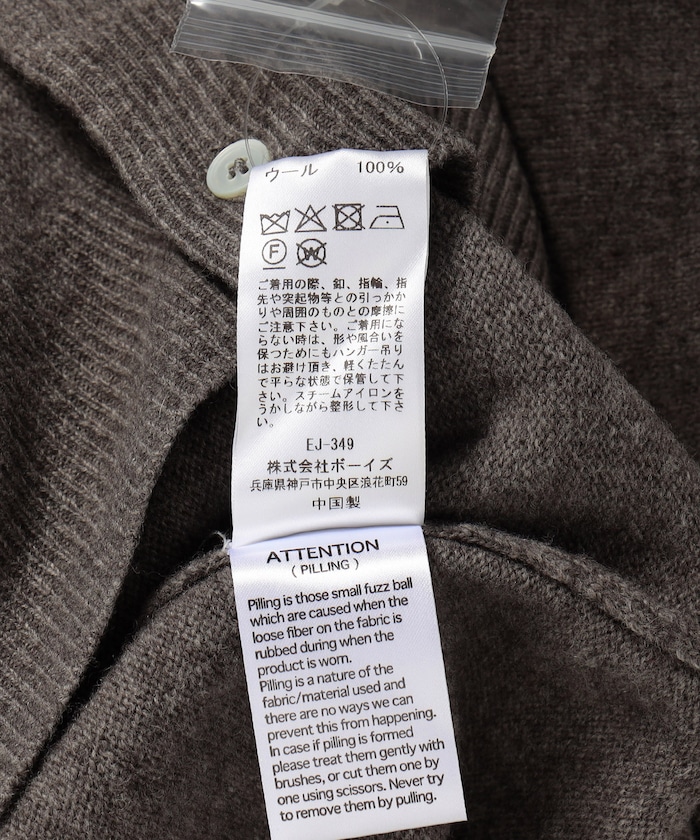 ウール 100%
F W
ご着用の際、釦、指輪、指
先や突起物等との引っかか
りや周囲のものとの摩擦に
ご注意下さい。ご着用にな
らない時は、形や風合いを
保つためにもハンガー吊り
はお避け頂き、軽くたたん
で平らな状態で保管して下
さい。スチームアイロンを
うかしながら整形して下さ
い。
EJ-349
株式会社ボーイズ
兵庫県神戸市中央区浪花町59
中国製
ATTENTION
( PILLING )
Pilling is those small fuzz ball
which are caused when the
loose fiber on the fabric is
rubbed during when the
product is worn.
Pilling is a nature of the
fabric/material used and
there are no ways we can
prevent this from happening.
In case if pilling is formed
please treat them gently with
brushes, or cut them one by
one using scissors. Never try
to remove them by pulling.